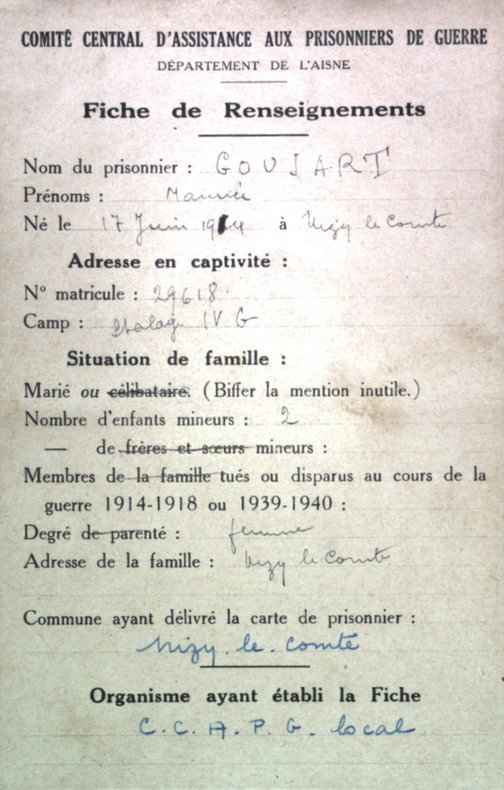 COMITÉ CENTRAL D'ASSISTANCE AUX PRISONNIERS DE GUERRE
DÉPARTEMENT DE L'AISNE
Fiche de Renseignements
Nom du prisonnier : GOUJART
Prénoms : Maurice
Né le 17 Juin 1914 à Nizy le Comte
Adresse en captivité :
N° matricule : 29618
Camp : Stalag IV G
Situation de famille :
Marié ou célibataire. (Biffer la mention inutile.)
Nombre d'enfants mineurs : 2
— de frères et sœurs mineurs :
Membres de la famille tués ou disparus au cours de la
guerre 1914-1918 ou 1939-1940 :
Degré de parenté : femme
Adresse de la famille : Nizy le Comte
Commune ayant délivré la carte de prisonnier :
Nizy-le-Comte
Organisme ayant établi la Fiche
C. C. A. P. G. local